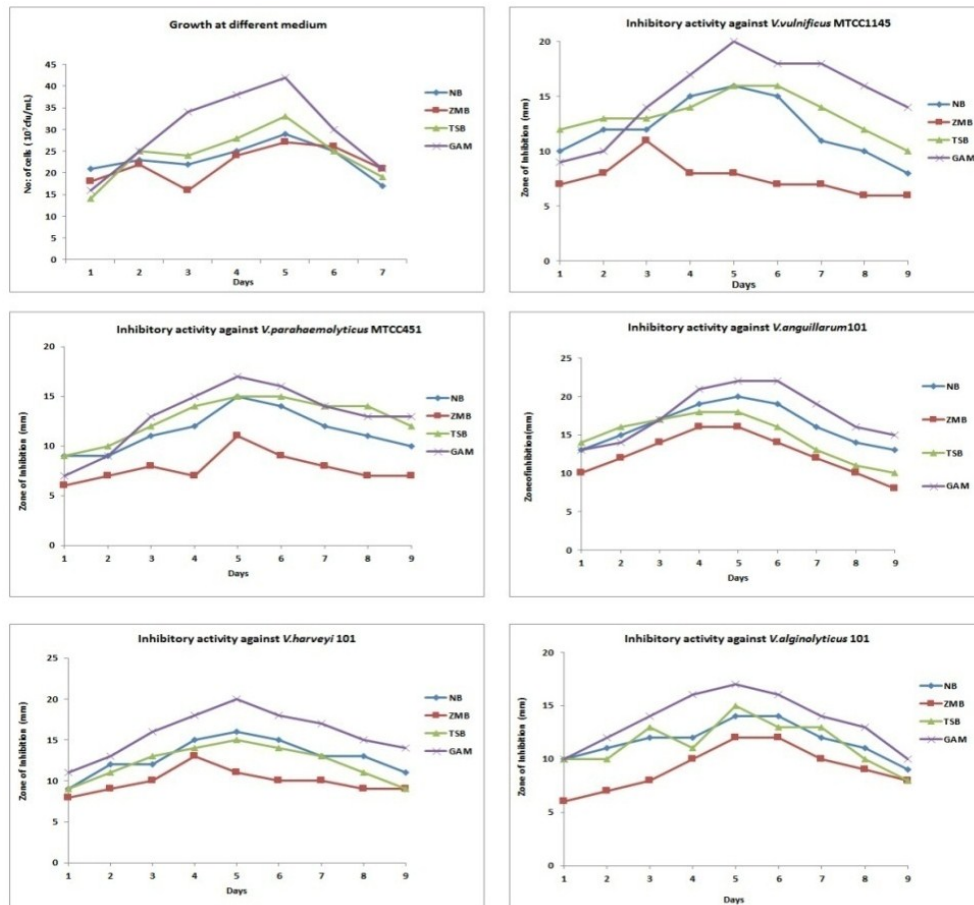 Growth at different medium
No: of cells (10⁷cfu/mL)
45
40
35
30
25
20
15
10
5
0
1 2 3 4 5 6 7
Days
NB
ZMB
TSB
GAM
Inhibitory activity against V.vulnificus MTCC1145
Zone of Inhibition (mm)
20
15
10
5
0
1 2 3 4 5 6 7 8 9
Days
NB
ZMB
TSB
GAM
Inhibitory activity against V.parahaemolyticus MTCC451
Zone of Inhibition (mm)
20
15
10
5
0
1 2 3 4 5 6 7 8 9
Days
NB
ZMB
TSB
GAM
Inhibitory activity against V.anguillarum101
Zoneofinhibition(mm)
25
20
15
10
5
0
1 2 3 4 5 6 7 8 9
Days
NB
ZMB
TSB
GAM
Inhibitory activity against V.harveyi 101
Zone of Inhibition (mm)
25
20
15
10
5
0
1 2 3 4 5 6 7 8 9
Days
NB
ZMB
TSB
GAM
Inhibitory activity against V.alginolyticus 101
Zone of Inhibition (mm)
20
15
10
5
0
1 2 3 4 5 6 7 8 9
Days
NB
ZMB
TSB
GAM